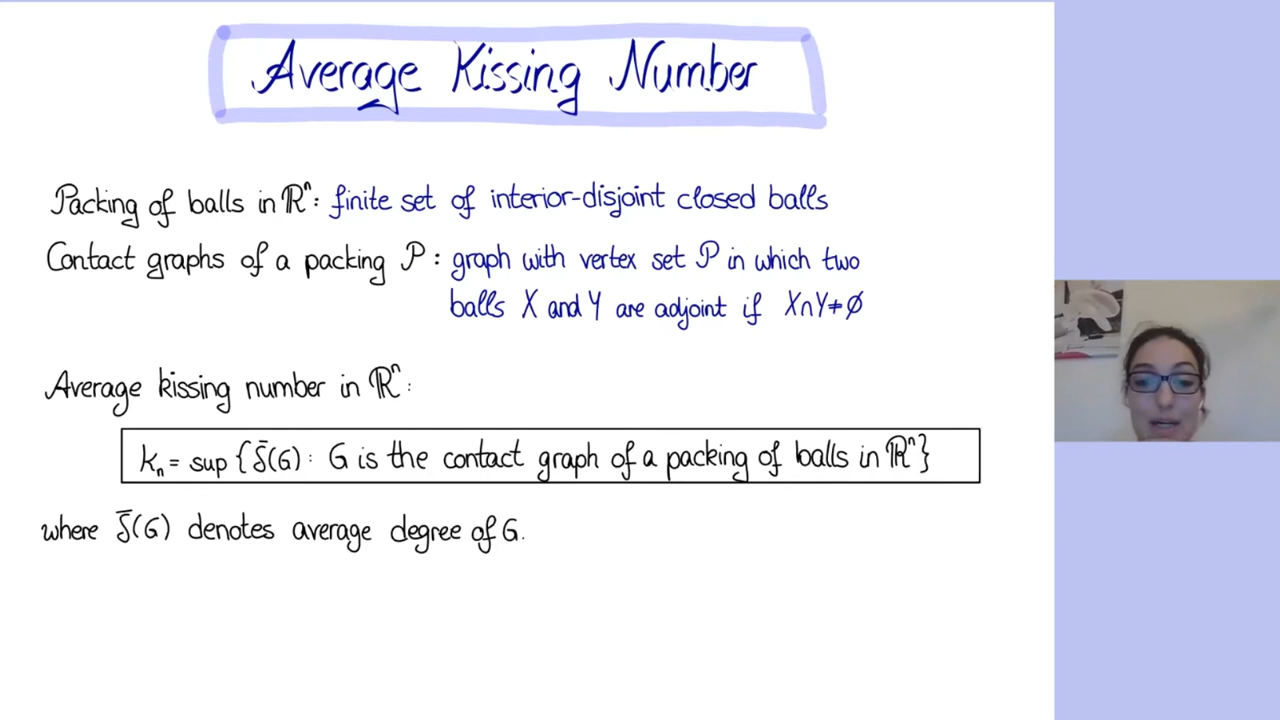 Average Kissing Number
Packing of balls in ℝⁿ: finite set of interior-disjoint closed balls
Contact graphs of a packing 𝒫: graph with vertex set 𝒫 in which two
balls X and Y are adjoint if X∩Y≠∅
Average kissing number in ℝⁿ:
κₙ = sup {δ̄(G): G is the contact graph of a packing of balls in ℝⁿ}
where δ̄(G) denotes average degree of G.